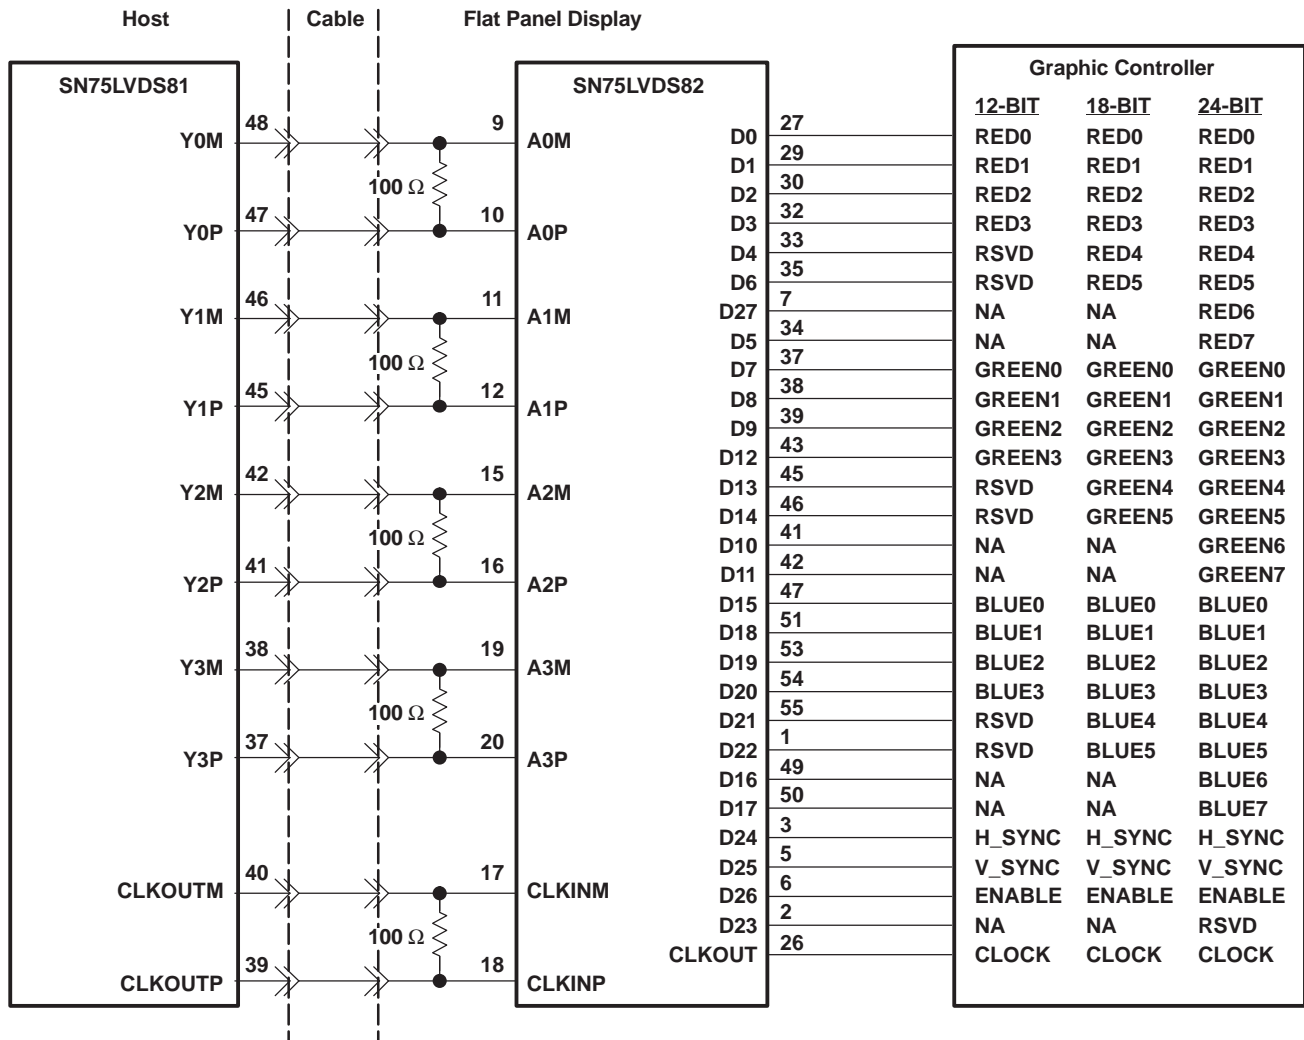 Host Cable Flat Panel Display
SN75LVDS81
Y0M 48
Y0P 47
Y1M 46
Y1P 45
Y2M 42
Y2P 41
Y3M 38
Y3P 37
CLKOUTM 40
CLKOUTP 39
100 Ω
100 Ω
100 Ω
100 Ω
100 Ω
SN75LVDS82
9 A0M
10 A0P
11 A1M
12 A1P
15 A2M
16 A2P
19 A3M
20 A3P
17 CLKINM
18 CLKINP
Graphic Controller
12-BIT 18-BIT 24-BIT
D0 27 RED0 RED0 RED0
D1 29 RED1 RED1 RED1
D2 30 RED2 RED2 RED2
D3 32 RED3 RED3 RED3
D4 33 RSVD RED4 RED4
D6 35 RSVD RED5 RED5
D27 7 NA NA RED6
D5 34 NA NA RED7
D7 37 GREEN0 GREEN0 GREEN0
D8 38 GREEN1 GREEN1 GREEN1
D9 39 GREEN2 GREEN2 GREEN2
D12 43 GREEN3 GREEN3 GREEN3
D13 45 RSVD GREEN4 GREEN4
D14 46 RSVD GREEN5 GREEN5
D10 41 NA NA GREEN6
D11 42 NA NA GREEN7
D15 47 BLUE0 BLUE0 BLUE0
D18 51 BLUE1 BLUE1 BLUE1
D19 53 BLUE2 BLUE2 BLUE2
D20 54 BLUE3 BLUE3 BLUE3
D21 55 RSVD BLUE4 BLUE4
D22 1 RSVD BLUE5 BLUE5
D16 49 NA NA BLUE6
D17 50 NA NA BLUE7
D24 3 H_SYNC H_SYNC H_SYNC
D25 5 V_SYNC V_SYNC V_SYNC
D26 6 ENABLE ENABLE ENABLE
D23 2 NA NA RSVD
CLKOUT 26 CLOCK CLOCK CLOCK